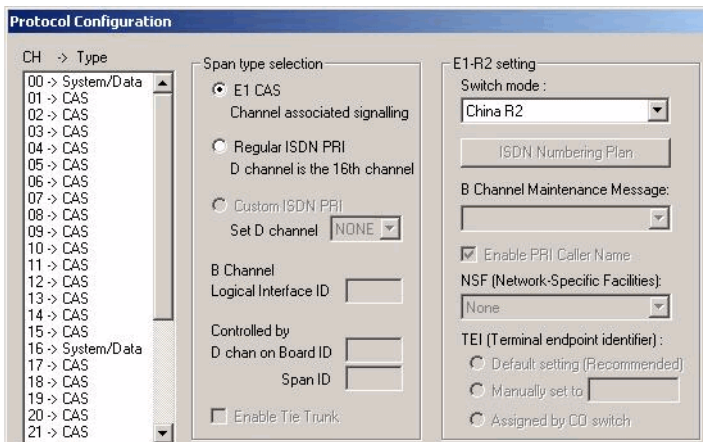 Protocol Configuration
CH -> Type
00 -> System/Data
01 -> CAS
02 -> CAS
03 -> CAS
04 -> CAS
05 -> CAS
06 -> CAS
07 -> CAS
08 -> CAS
09 -> CAS
10 -> CAS
11 -> CAS
12 -> CAS
13 -> CAS
14 -> CAS
15 -> CAS
16 -> System/Data
17 -> CAS
18 -> CAS
19 -> CAS
20 -> CAS
21 -> CAS
Span type selection
E1 CAS
Channel associated signalling
Regular ISDN PRI
D channel is the 16th channel
Custom ISDN PRI
Set D channel NONE
B Channel
Logical Interface ID
Controlled by
D chan on Board ID
Span ID
Enable Tie Trunk
E1-R2 setting
Switch mode :
China R2
ISDN Numbering Plan
B Channel Maintenance Message:
Enable PRI Caller Name
NSF (Network-Specific Facilities):
None
TEI (Terminal endpoint identifier) :
Default setting (Recommended)
Manually set to
Assigned by CO switch